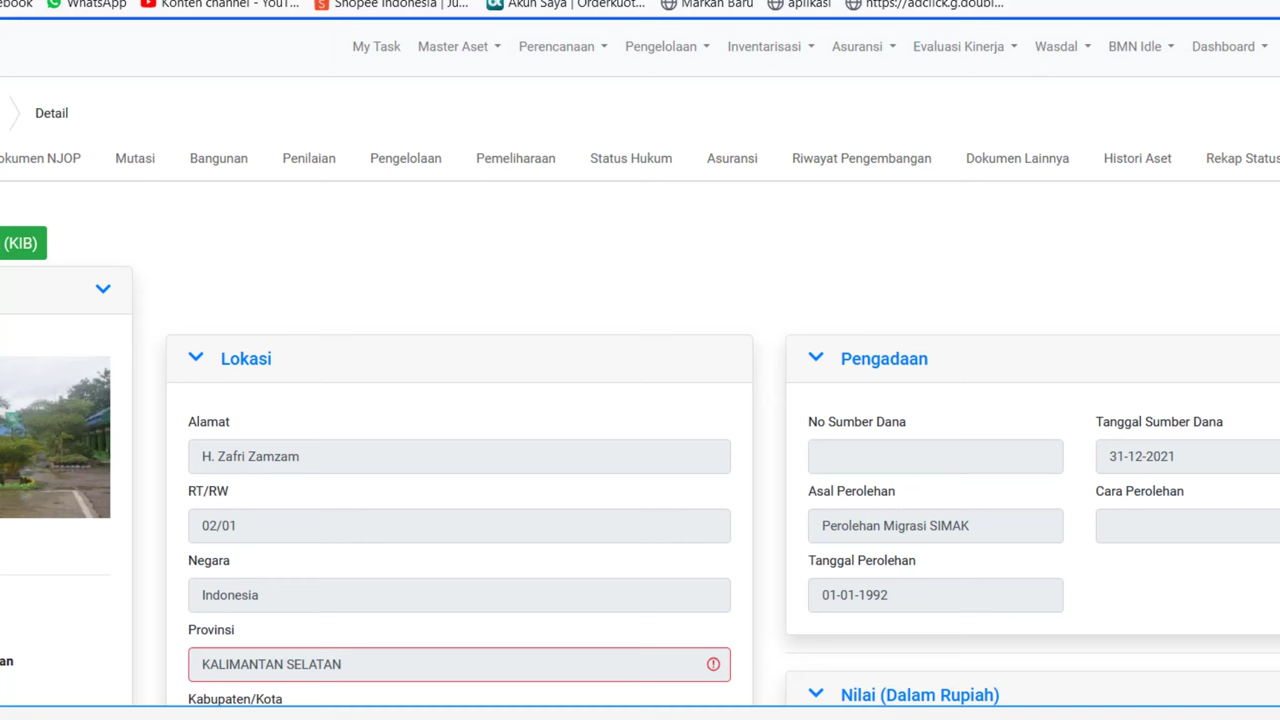 WhatsApp Konten channel - YouT... Shopee Indonesia | Ju... Akun Saya | Orderkuot... Markah Baru aplikasi https://adclick.g.doubl...
My Task Master Aset Perencanaan Pengelolaan Inventarisasi Asuransi Evaluasi Kinerja Wasdal BMN Idle Dashboard
Detail
okumen NJOP Mutasi Bangunan Penilaian Pengelolaan Pemeliharaan Status Hukum Asuransi Riwayat Pengembangan Dokumen Lainnya Histori Aset Rekap Status
(KIB)
Lokasi
Alamat
H. Zafri Zamzam
RT/RW
02/01
Negara
Indonesia
Provinsi
KALIMANTAN SELATAN
Kabupaten/Kota
Pengadaan
No Sumber Dana Tanggal Sumber Dana
31-12-2021
Asal Perolehan Cara Perolehan
Perolehan Migrasi SIMAK
Tanggal Perolehan
01-01-1992
Nilai (Dalam Rupiah)